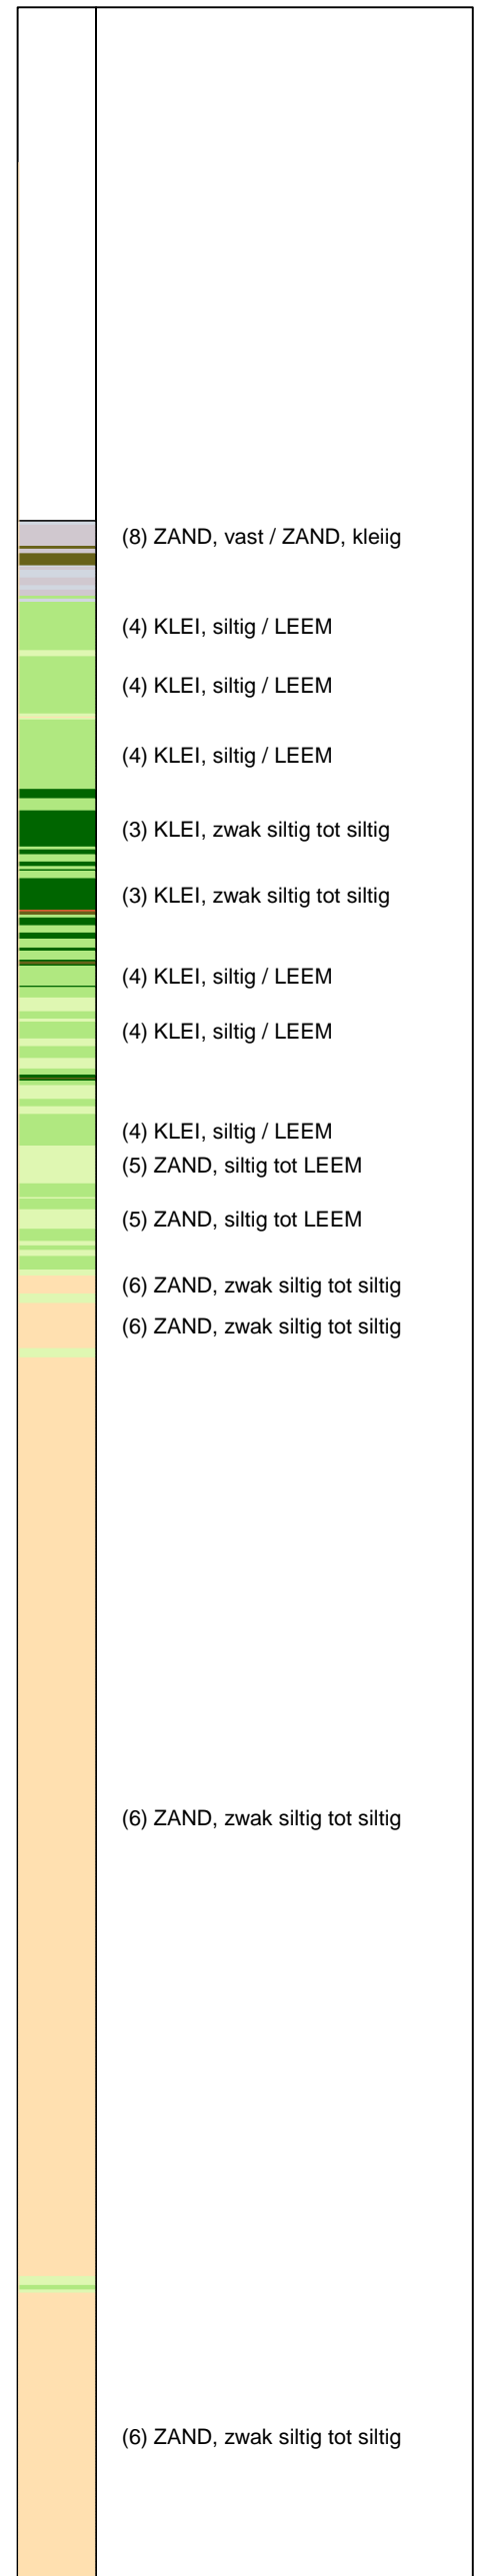 (8) ZAND, vast / ZAND, kleiig
(4) KLEI, siltig / LEEM
(4) KLEI, siltig / LEEM
(4) KLEI, siltig / LEEM
(3) KLEI, zwak siltig tot siltig
(3) KLEI, zwak siltig tot siltig
(4) KLEI, siltig / LEEM
(4) KLEI, siltig / LEEM
(4) KLEI, siltig / LEEM
(5) ZAND, siltig tot LEEM
(5) ZAND, siltig tot LEEM
(6) ZAND, zwak siltig tot siltig
(6) ZAND, zwak siltig tot siltig
(6) ZAND, zwak siltig tot siltig
(6) ZAND, zwak siltig tot siltig